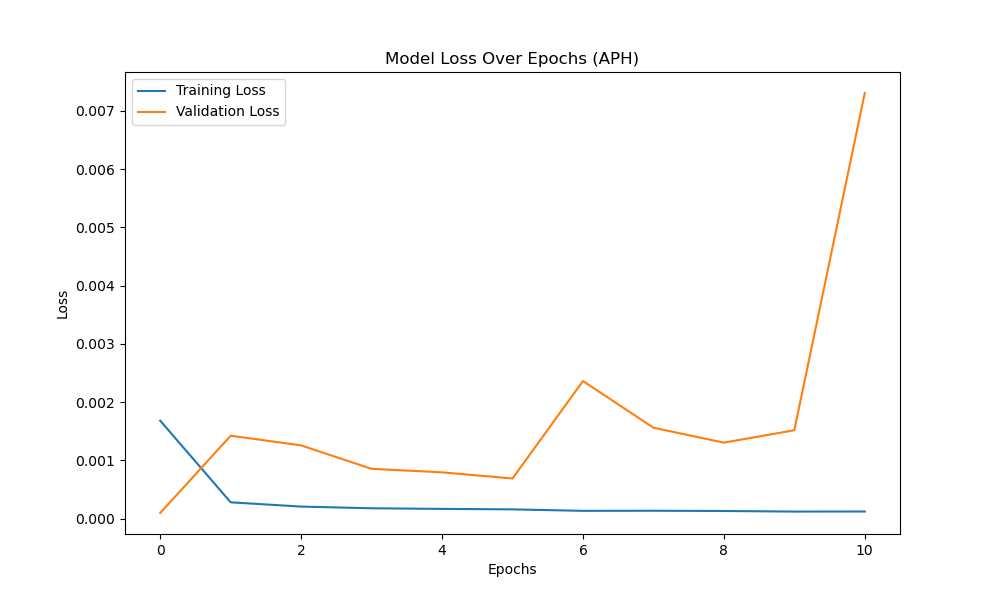 Model Loss Over Epochs (APH)
Training Loss
Validation Loss
0.007
0.006
0.005
0.004
0.003
0.002
0.001
0.000
Loss
0 2 4 6 8 10
Epochs